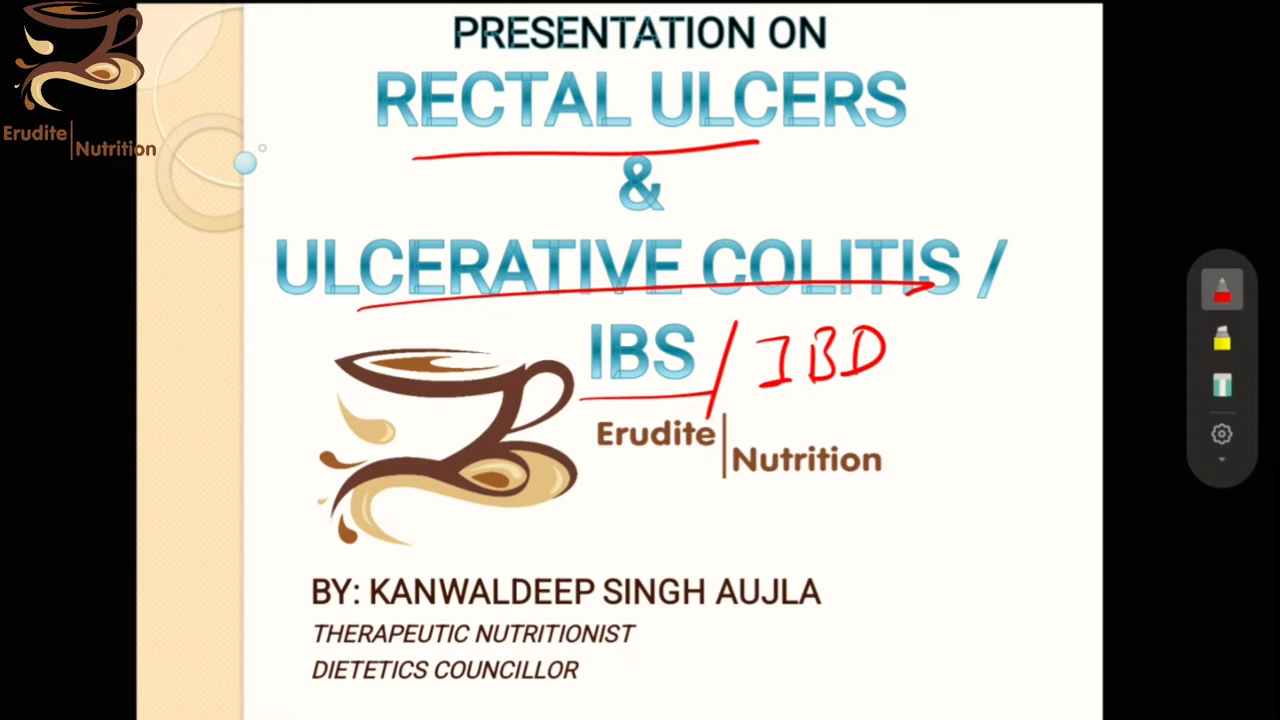 Erudite
Nutrition
PRESENTATION ON
RECTAL ULCERS
&
ULCERATIVE COLITIS /
IBS / IBD
Erudite
Nutrition
BY: KANWALDEEP SINGH AUJLA
THERAPEUTIC NUTRITIONIST
DIETETICS COUNCILLOR